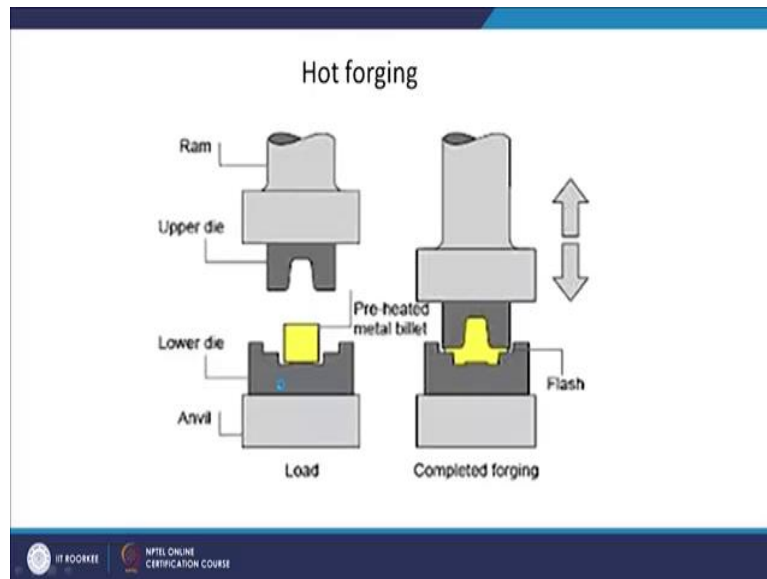 Hot forging
Ram
Upper die
Pre-heated
metal billet
Lower die
Flash
Anvil
Load
Completed forging
IIT ROORKEE
NPTEL ONLINE
CERTIFICATION COURSE